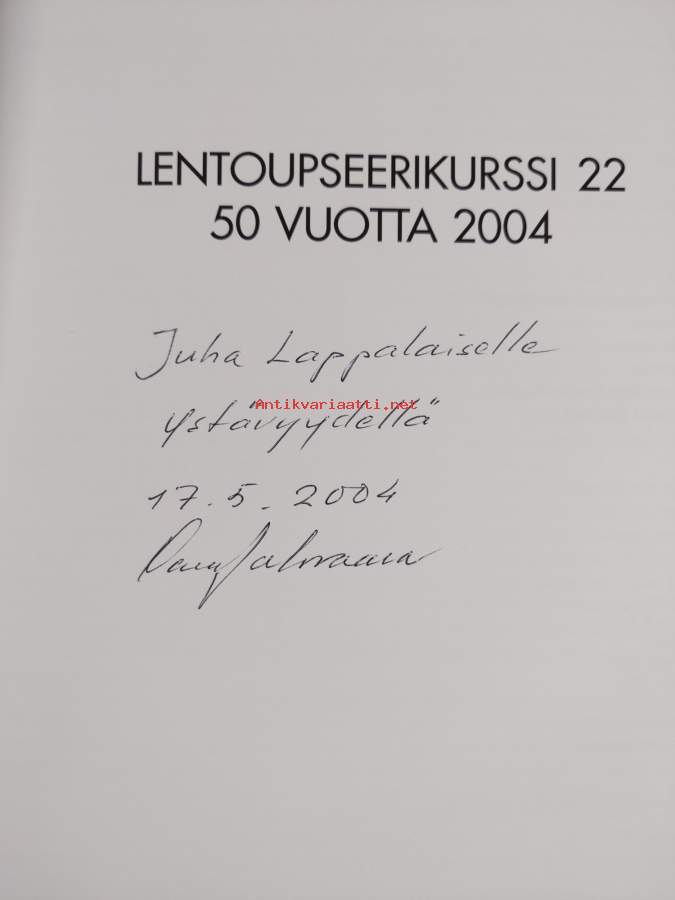 LENTOUPSEERIKURSSI 22
50 VUOTTA 2004
Juha Lappalaiselle
Antikvariaatti.net
ystävyydellä
17.5.2004